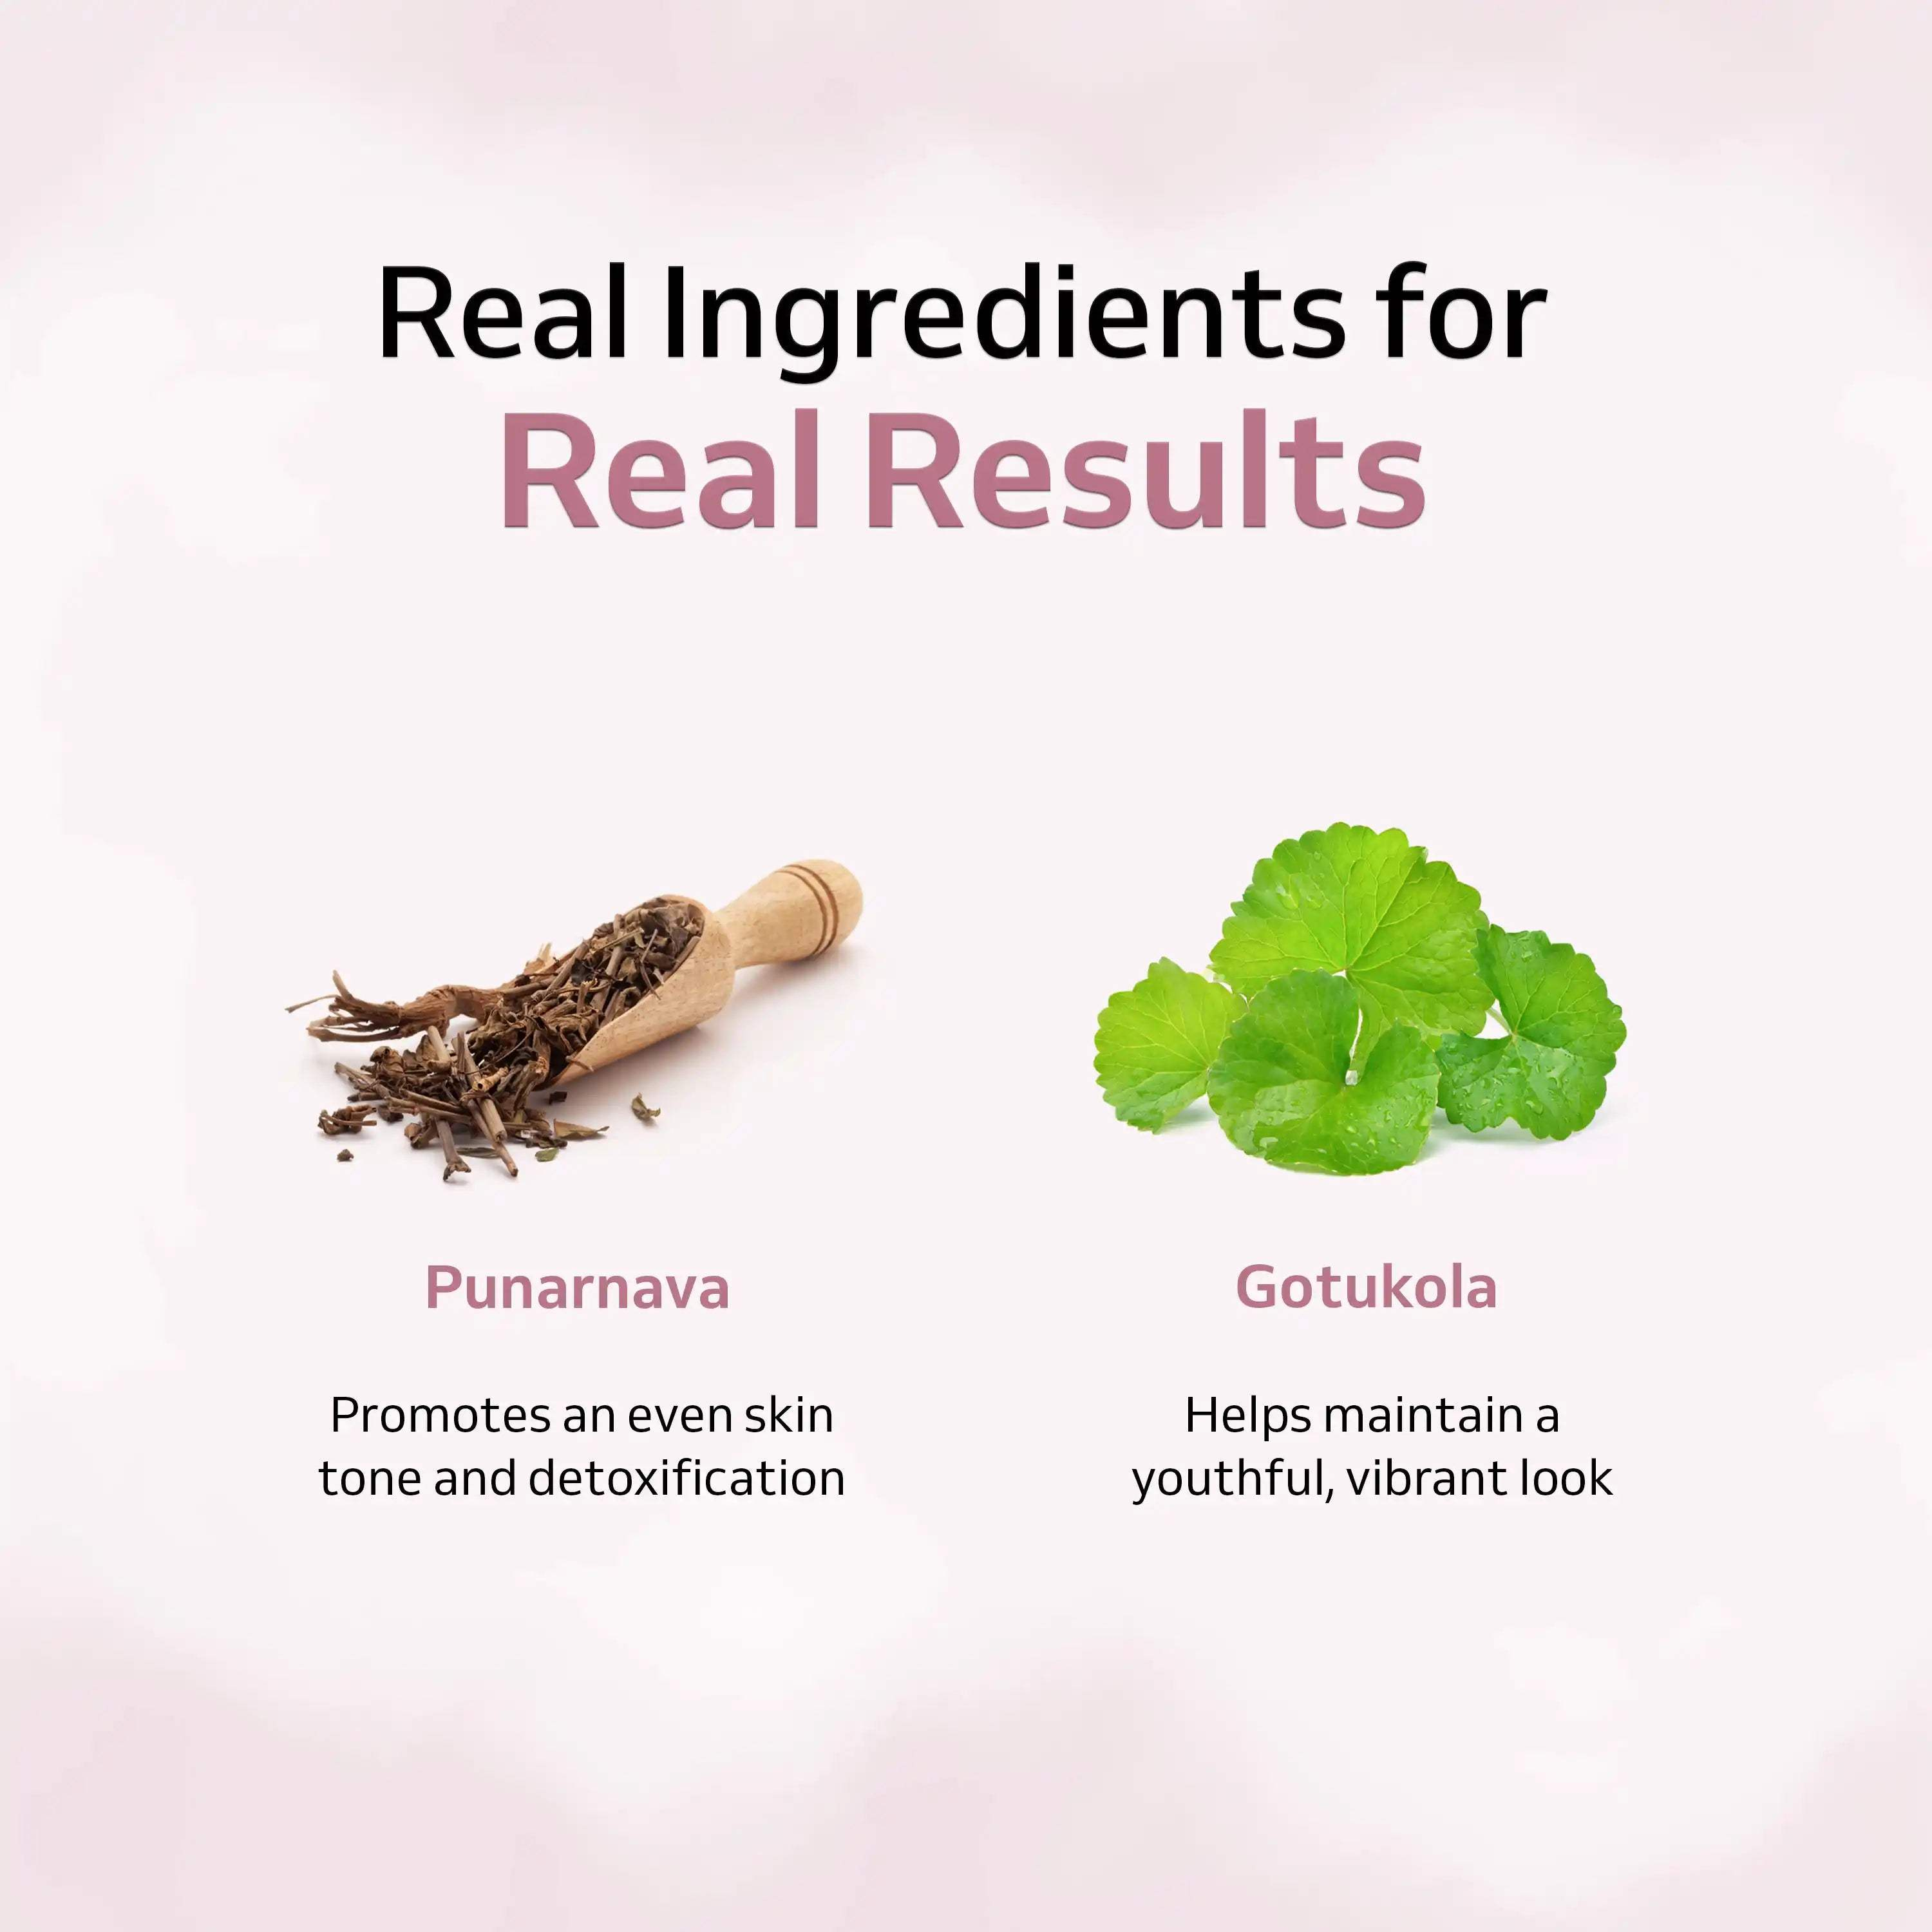 Real Ingredients for
Real Results
Punarnava
Promotes an even skin
tone and detoxification
Gotukola
Helps maintain a
youthful, vibrant look